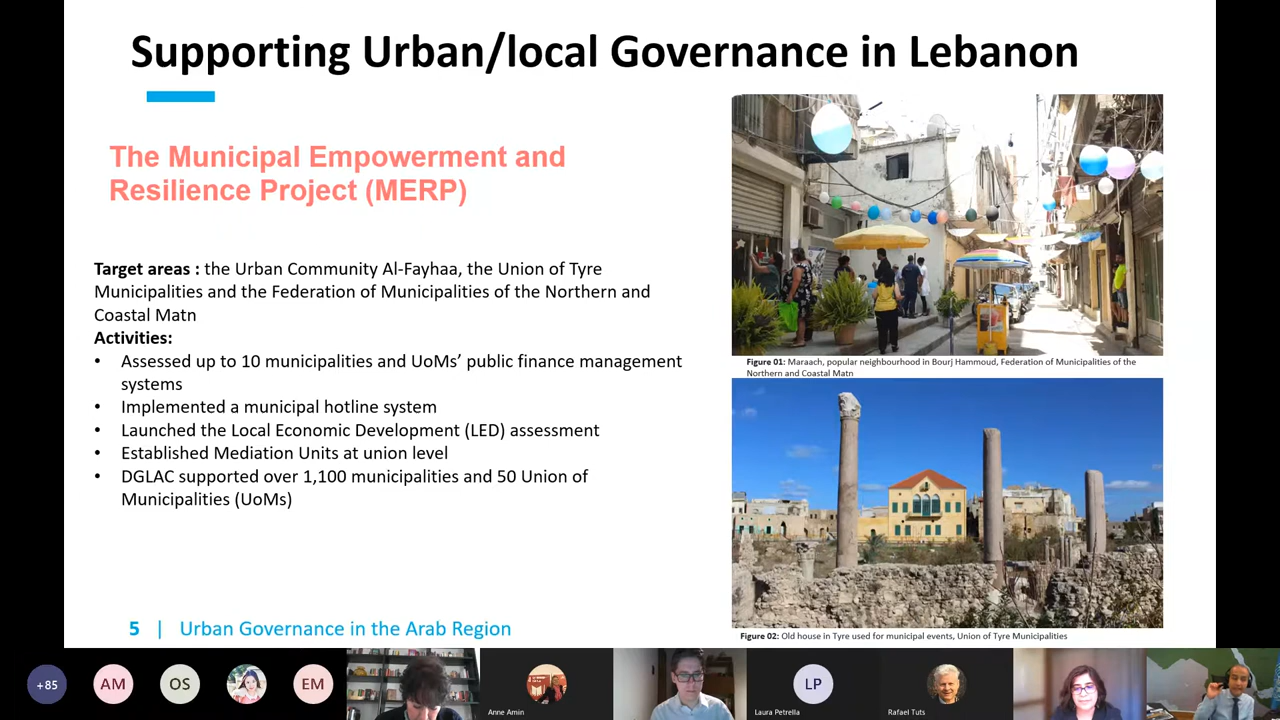 Supporting Urban/local Governance in Lebanon
The Municipal Empowerment and
Resilience Project (MERP)
Target areas : the Urban Community Al-Fayhaa, the Union of Tyre
Municipalities and the Federation of Municipalities of the Northern and
Coastal Matn
Activities:
• Assessed up to 10 municipalities and UoMs’ public finance management
systems
• Implemented a municipal hotline system
• Launched the Local Economic Development (LED) assessment
• Established Mediation Units at union level
• DGLAC supported over 1,100 municipalities and 50 Union of
Municipalities (UoMs)
Figure 01: Maraach, popular neighbourhood in Bourj Hammoud, Federation of Municipalities of the
Northern and Coastal Matn
Figure 02: Old house in Tyre used for municipal events, Union of Tyre Municipalities
5 | Urban Governance in the Arab Region
+85
AM
OS
EM
Anne Amin
LP
Laura Petrella
Rafael Tuts